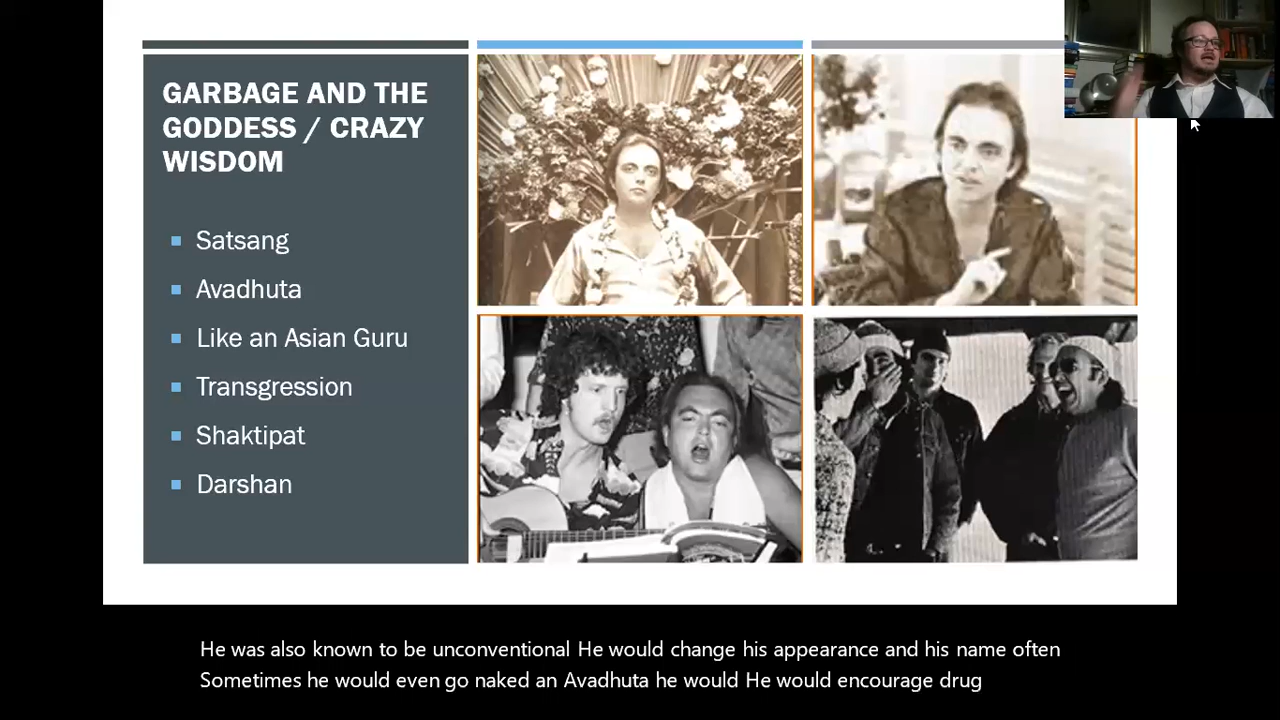 GARBAGE AND THE
GODDESS / CRAZY
WISDOM
Satsang
Avadhuta
Like an Asian Guru
Transgression
Shaktipat
Darshan
He was also known to be unconventional He would change his appearance and his name often
Sometimes he would even go naked an Avadhuta he would He would encourage drug